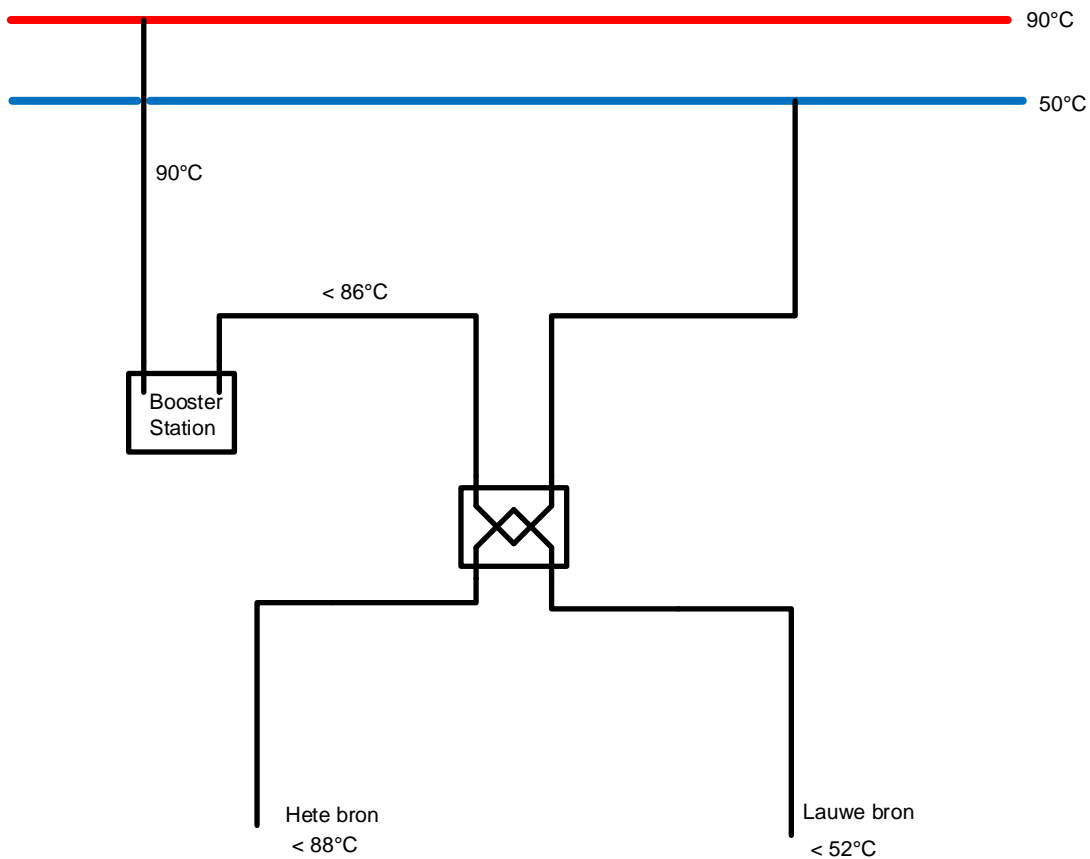 90°C
50°C
90°C
< 86°C
Booster
Station
Hete bron
< 88°C
Lauwe bron
< 52°C